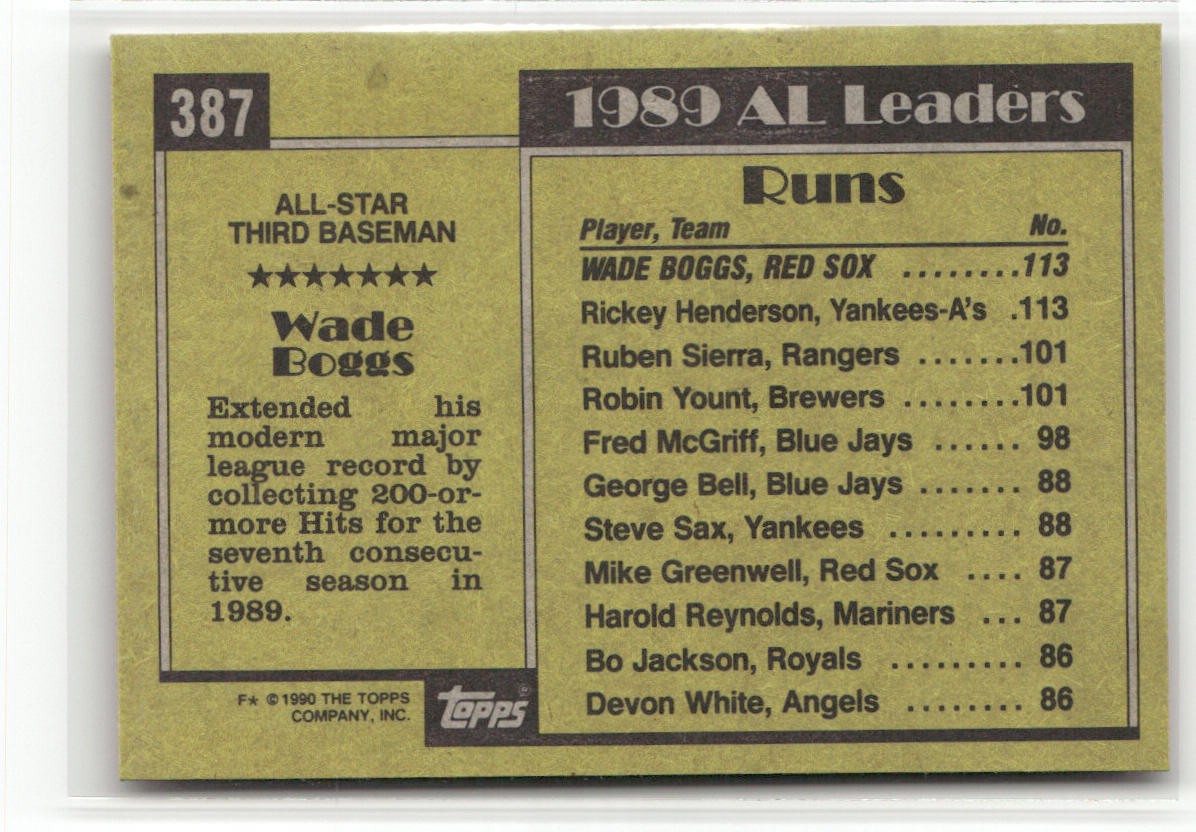 387
ALL-STAR
THIRD BASEMAN
★★★★★★★
Wade
Boggs
Extended his
modern major
league record by
collecting 200-or-
more Hits for the
seventh consecu-
tive season in
1989.
F★ ©1990 THE TOPPS
COMPANY, INC.
topps®
1989 AL Leaders
Runs
Player, Team No.
WADE BOGGS, RED SOX ........113
Rickey Henderson, Yankees-A's .113
Ruben Sierra, Rangers .......101
Robin Yount, Brewers ........101
Fred McGriff, Blue Jays ...... 98
George Bell, Blue Jays ....... 88
Steve Sax, Yankees ......... 88
Mike Greenwell, Red Sox .... 87
Harold Reynolds, Mariners ... 87
Bo Jackson, Royals ......... 86
Devon White, Angels ........ 86